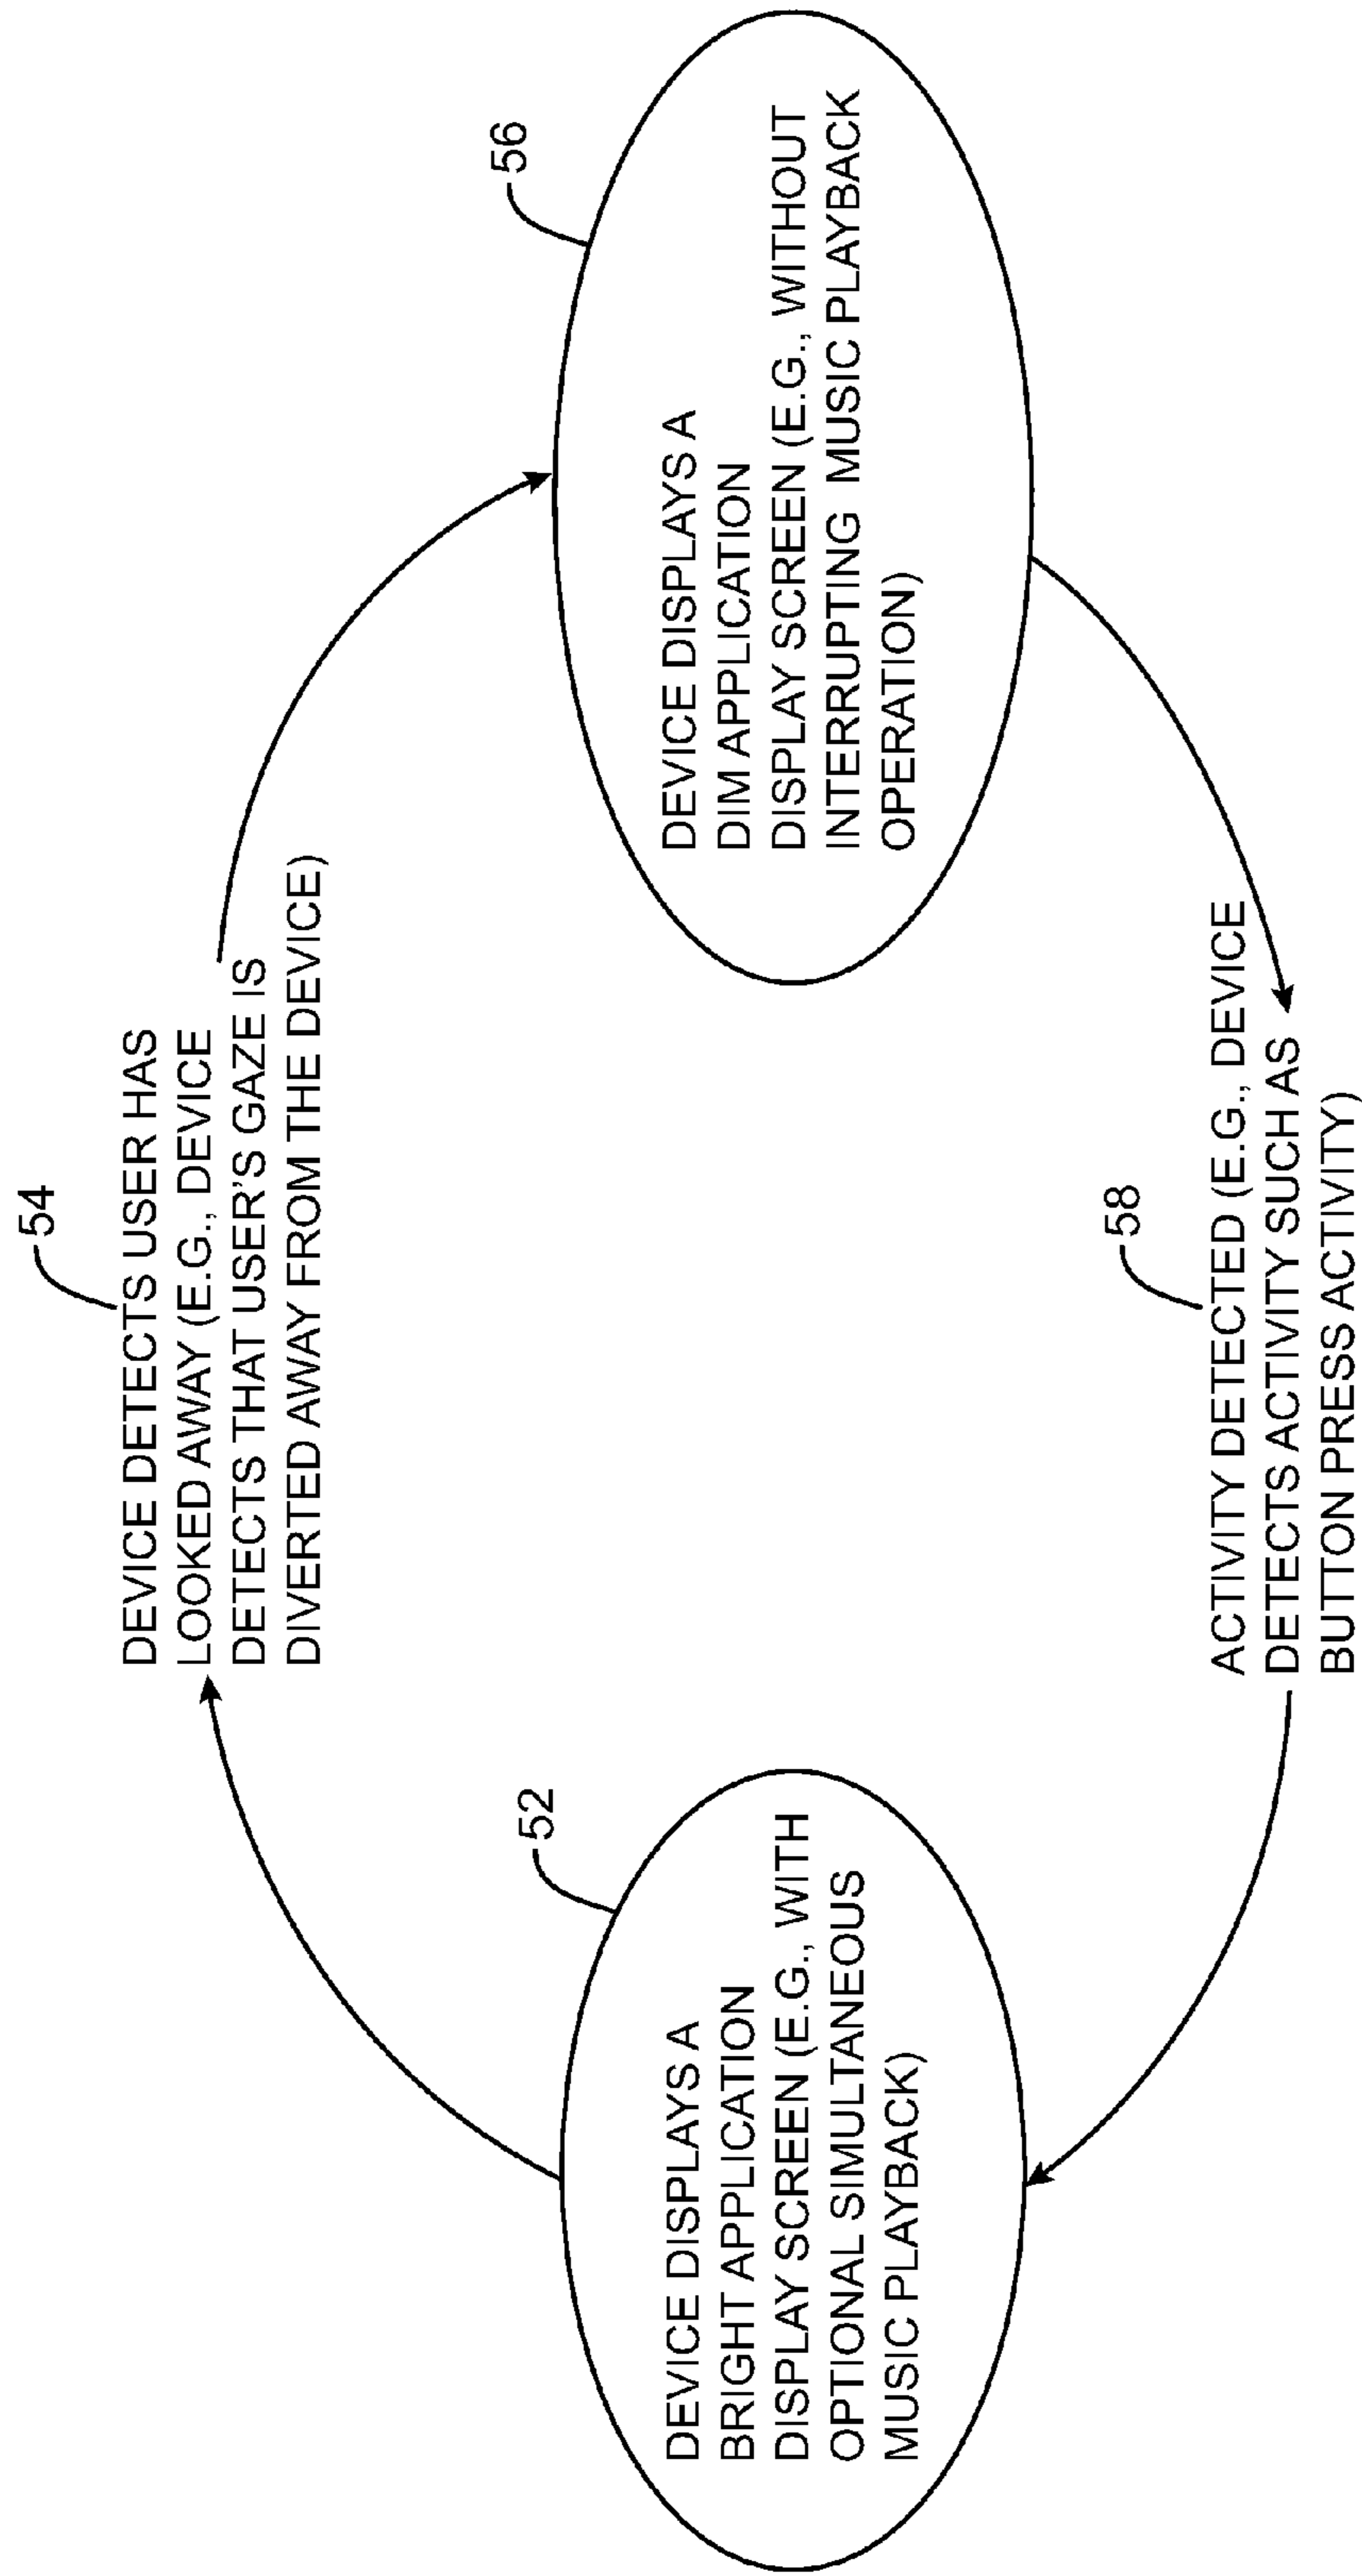 54
DEVICE DETECTS USER HAS
LOOKED AWAY (E.G., DEVICE
DETECTS THAT USER'S GAZE IS
DIVERTED AWAY FROM THE DEVICE)
52
DEVICE DISPLAYS A
BRIGHT APPLICATION
DISPLAY SCREEN (E.G., WITH
OPTIONAL SIMULTANEOUS
MUSIC PLAYBACK)
56
DEVICE DISPLAYS A
DIM APPLICATION
DISPLAY SCREEN (E.G., WITHOUT
INTERRUPTING MUSIC PLAYBACK
OPERATION)
58
ACTIVITY DETECTED (E.G., DEVICE
DETECTS ACTIVITY SUCH AS
BUTTON PRESS ACTIVITY)